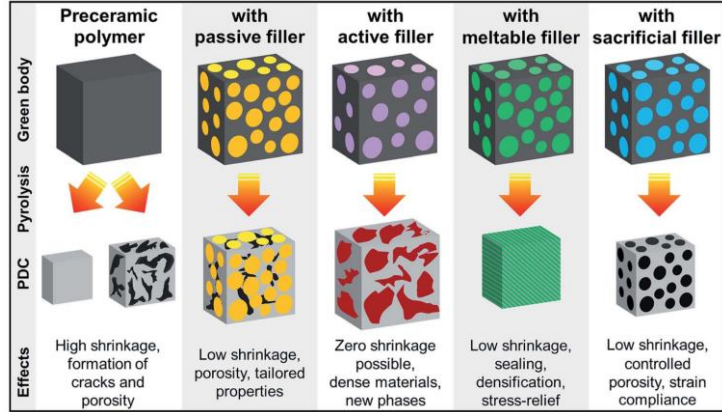 Preceramic
polymer
with
passive filler
with
active filler
with
meltable filler
with
sacrificial filler
Green body
Pyrolysis
PDC
Effects
High shrinkage,
formation of
cracks and
porosity
Low shrinkage,
porosity, tailored
properties
Zero shrinkage
possible,
dense materials,
new phases
Low shrinkage,
sealing,
densification,
stress-relief
Low shrinkage,
controlled
porosity, strain
compliance